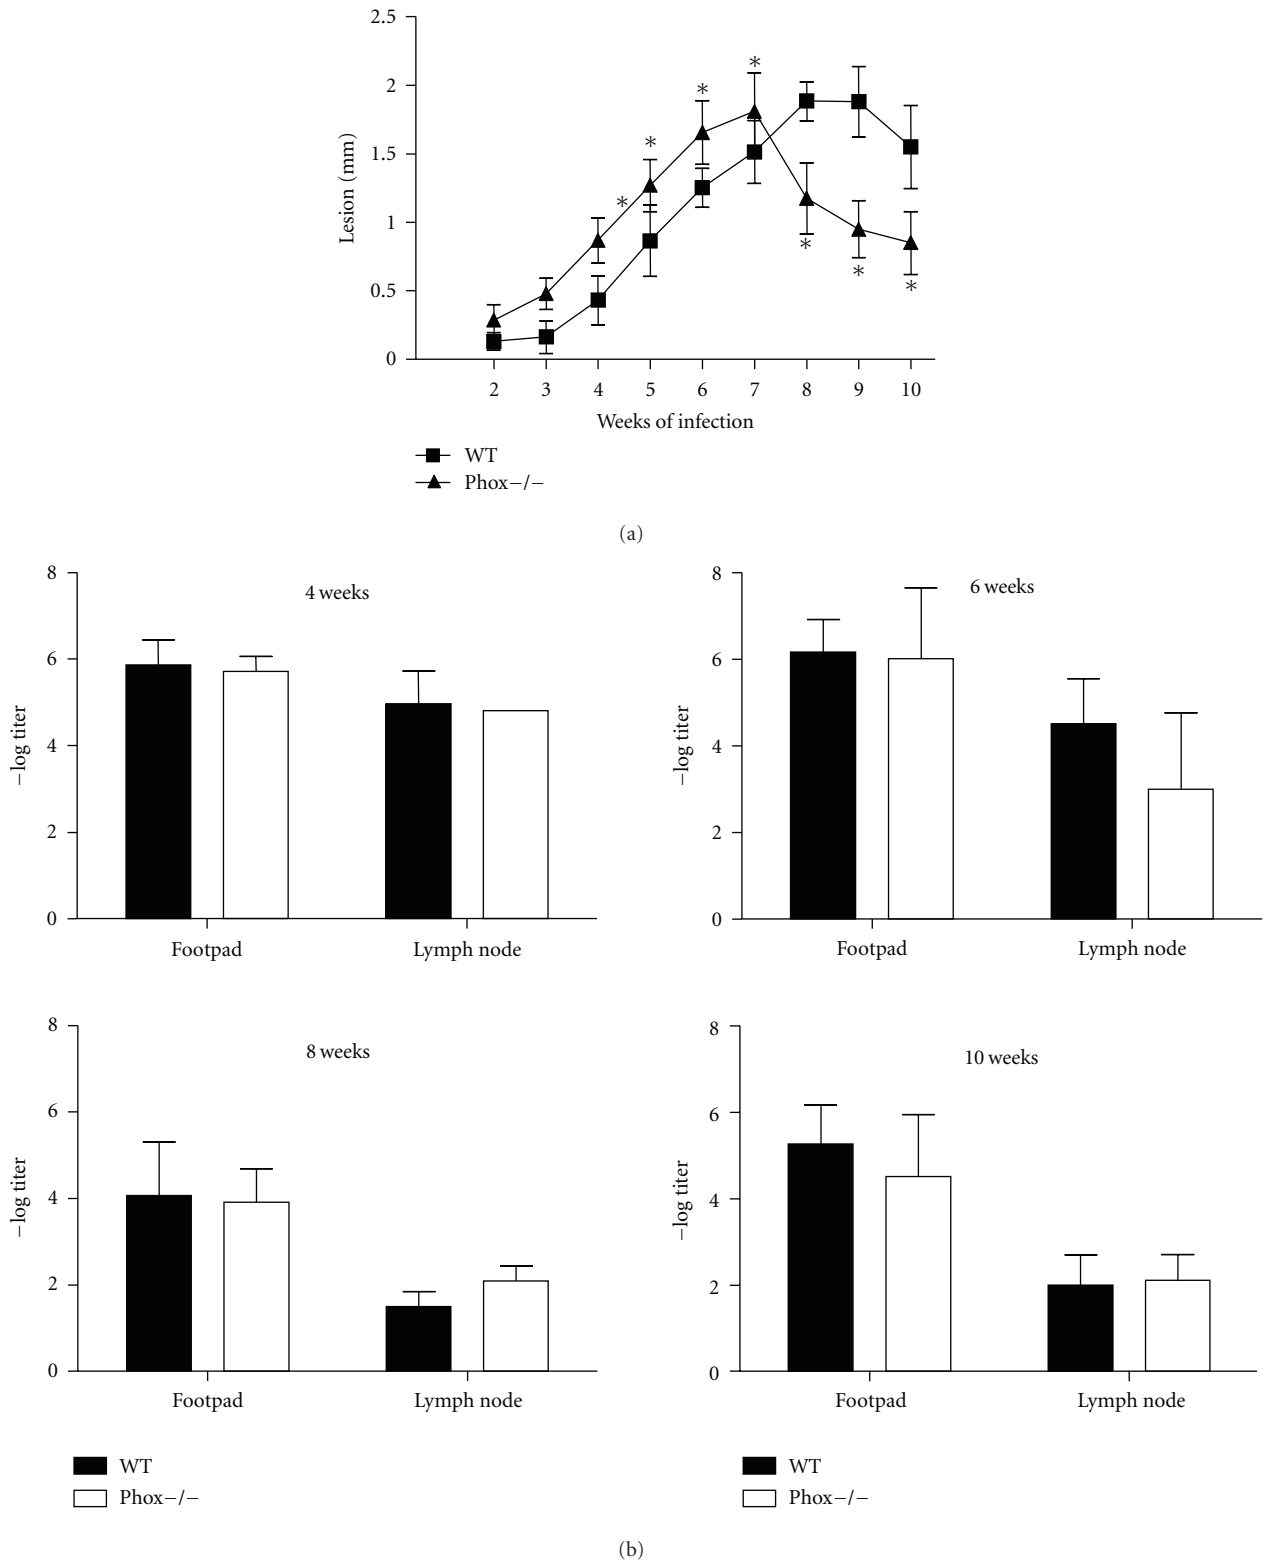 2.5
2
1.5
1
0.5
0
Lesion (mm)
* * * * * * *
2 3 4 5 6 7 8 9 10
Weeks of infection
WT
Phox−/−
(a)
8
6
4
2
0
−log titer
4 weeks
Footpad Lymph node
8
6
4
2
0
−log titer
6 weeks
Footpad Lymph node
8
6
4
2
0
−log titer
8 weeks
Footpad Lymph node
8
6
4
2
0
−log titer
10 weeks
Footpad Lymph node
WT
Phox−/−
WT
Phox−/−
(b)